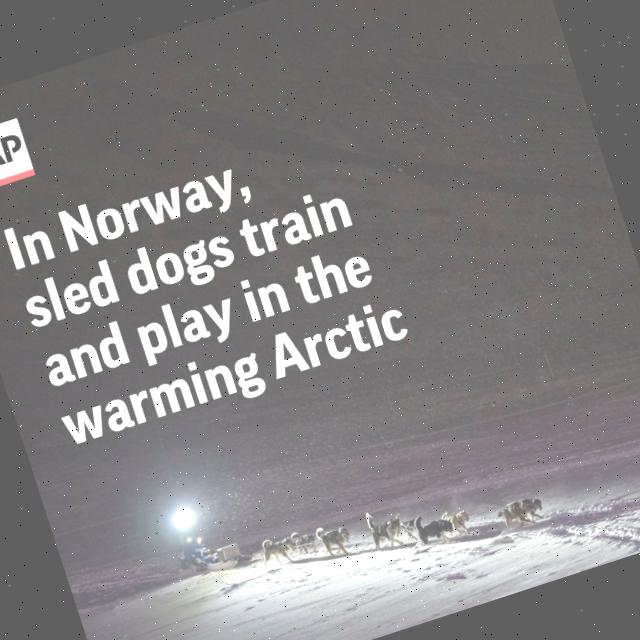 AP
In Norway,
sled dogs train
and play in the
warming Arctic